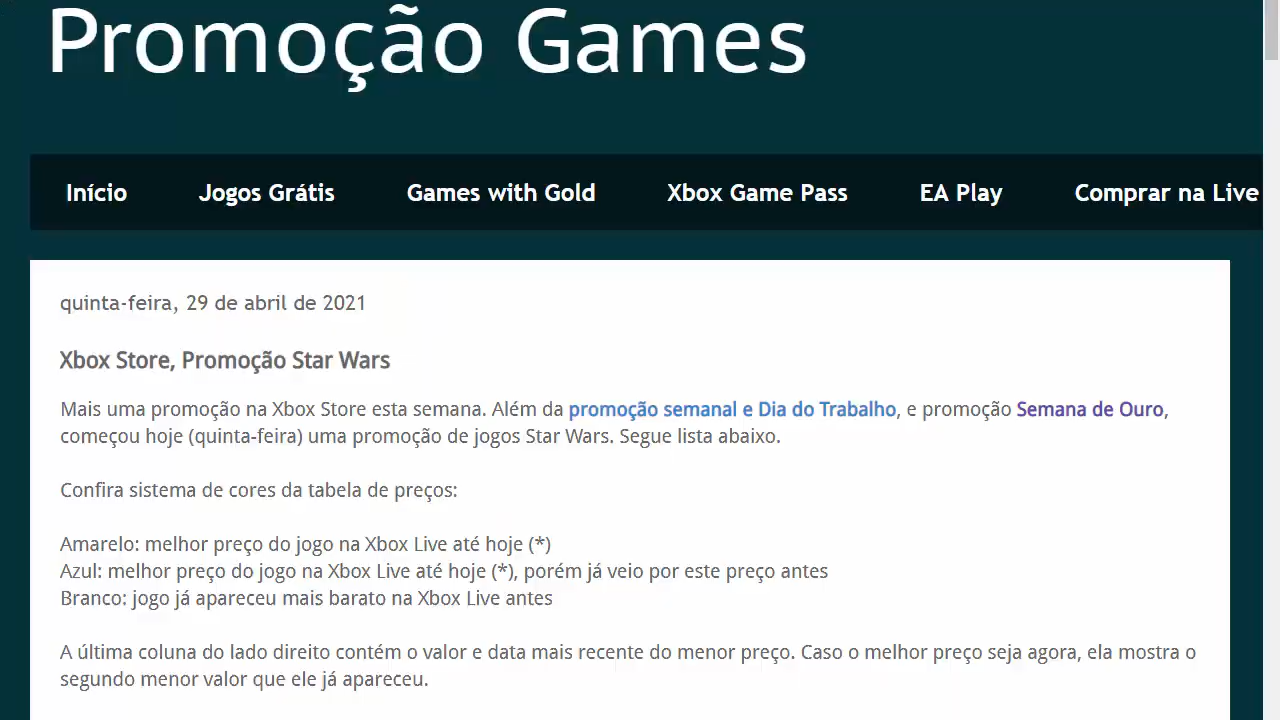 Promoção Games
Início Jogos Grátis Games with Gold Xbox Game Pass EA Play Comprar na Live
quinta-feira, 29 de abril de 2021
Xbox Store, Promoção Star Wars
Mais uma promoção na Xbox Store esta semana. Além da promoção semanal e Dia do Trabalho, e promoção Semana de Ouro,
começou hoje (quinta-feira) uma promoção de jogos Star Wars. Segue lista abaixo.
Confira sistema de cores da tabela de preços:
Amarelo: melhor preço do jogo na Xbox Live até hoje (*)
Azul: melhor preço do jogo na Xbox Live até hoje (*), porém já veio por este preço antes
Branco: jogo já apareceu mais barato na Xbox Live antes
A última coluna do lado direito contém o valor e data mais recente do menor preço. Caso o melhor preço seja agora, ela mostra o
segundo menor valor que ele já apareceu.